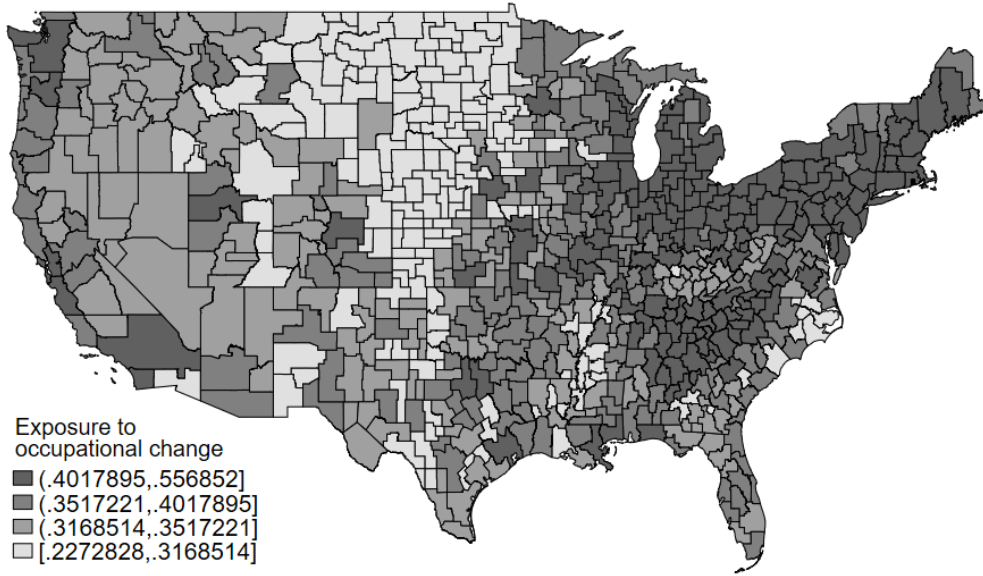 Exposure to
occupational change
(.4017895,.556852]
(.3517221,.4017895]
(.3168514,.3517221]
[.2272828,.3168514]